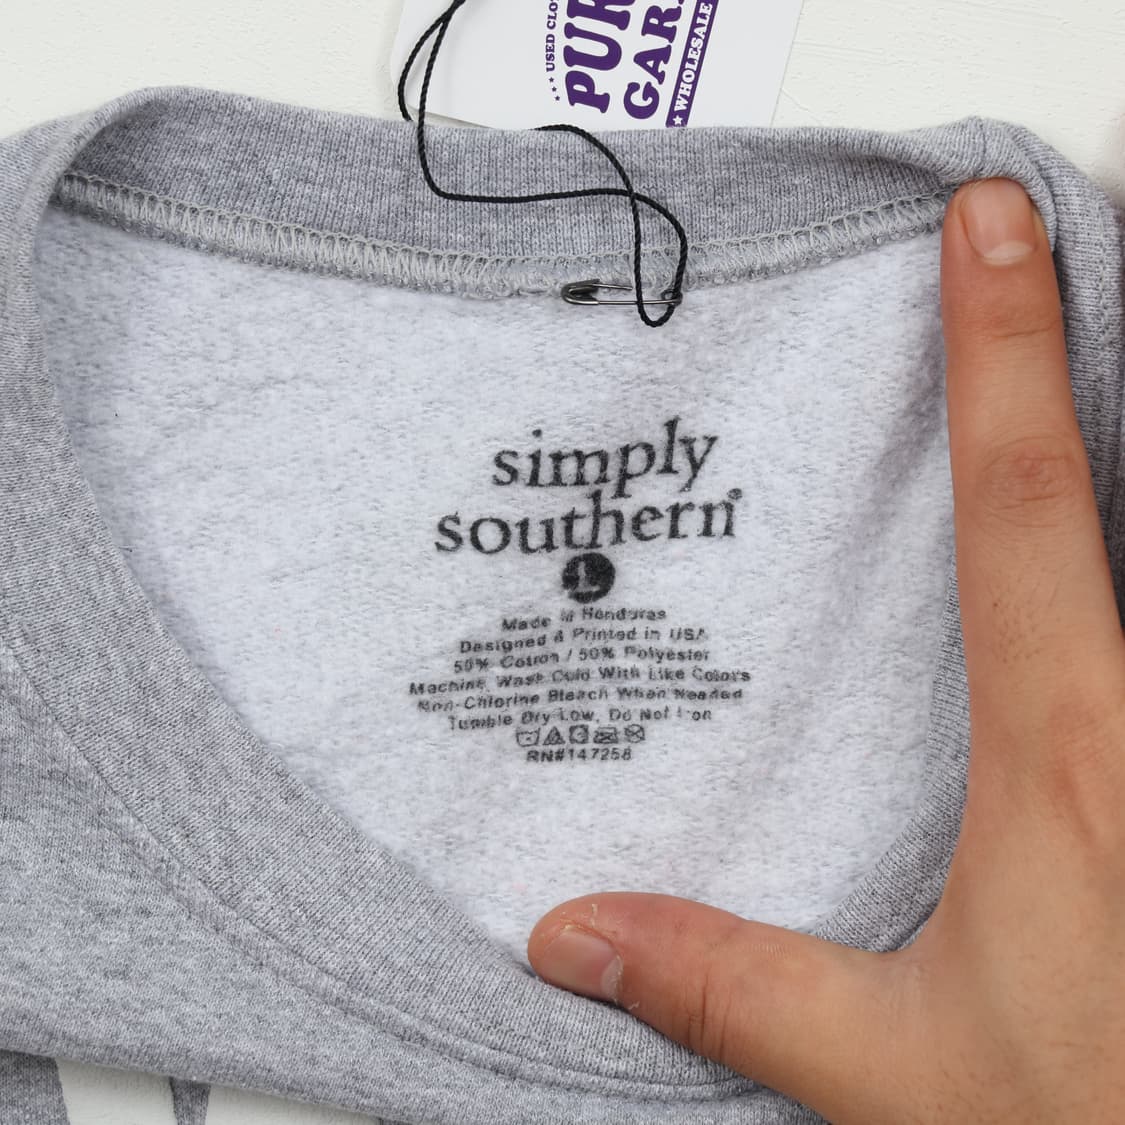 ★ ★ ★ USED CLO
PUR
GAR
★ WHOLESALE
simply
southern®
L
Made in Honduras
Designed & Printed in USA
50% Cotton / 50% Polyester
Machine Wash Cold With Like Colors
Non-Chlorine Bleach When Needed
Tumble Dry Low, Do Not Iron
RN#147258